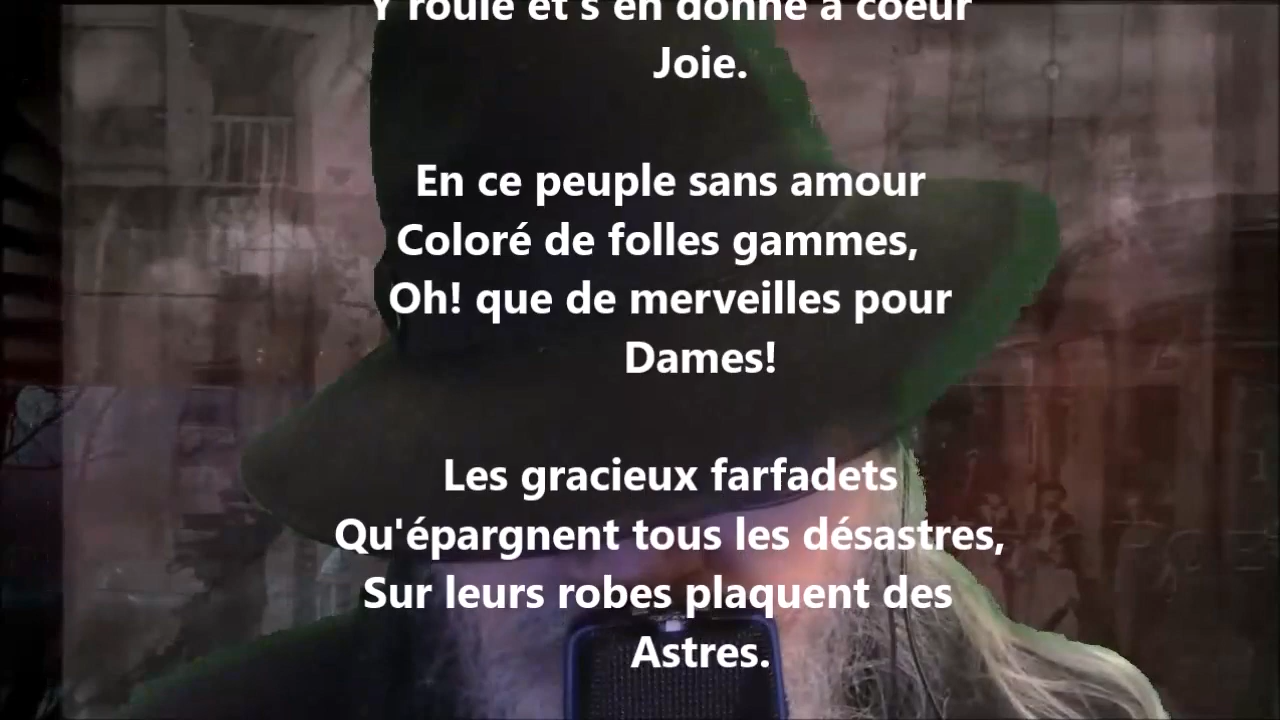 Y roule et s'en donne à coeur
Joie.
En ce peuple sans amour
Coloré de folles gammes,
Oh! que de merveilles pour
Dames!
Les gracieux farfadets
Qu'épargnent tous les désastres,
Sur leurs robes plaquent des
Astres.